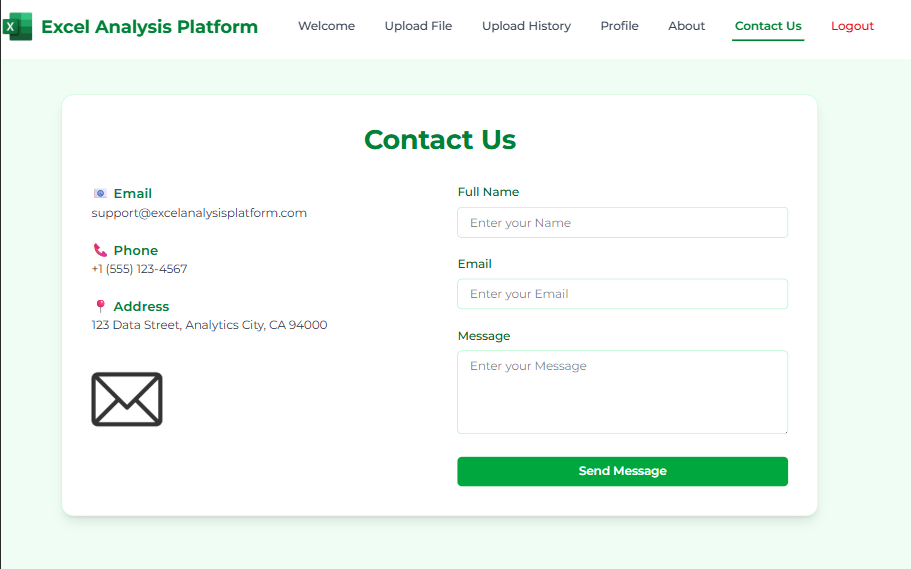 X
Excel Analysis Platform
Welcome
Upload File
Upload History
Profile
About
Contact Us
Logout
Contact Us
Email
support@excelanalysisplatform.com
Phone
+1 (555) 123-4567
Address
123 Data Street, Analytics City, CA 94000
Full Name
Enter your Name
Email
Enter your Email
Message
Enter your Message
Send Message